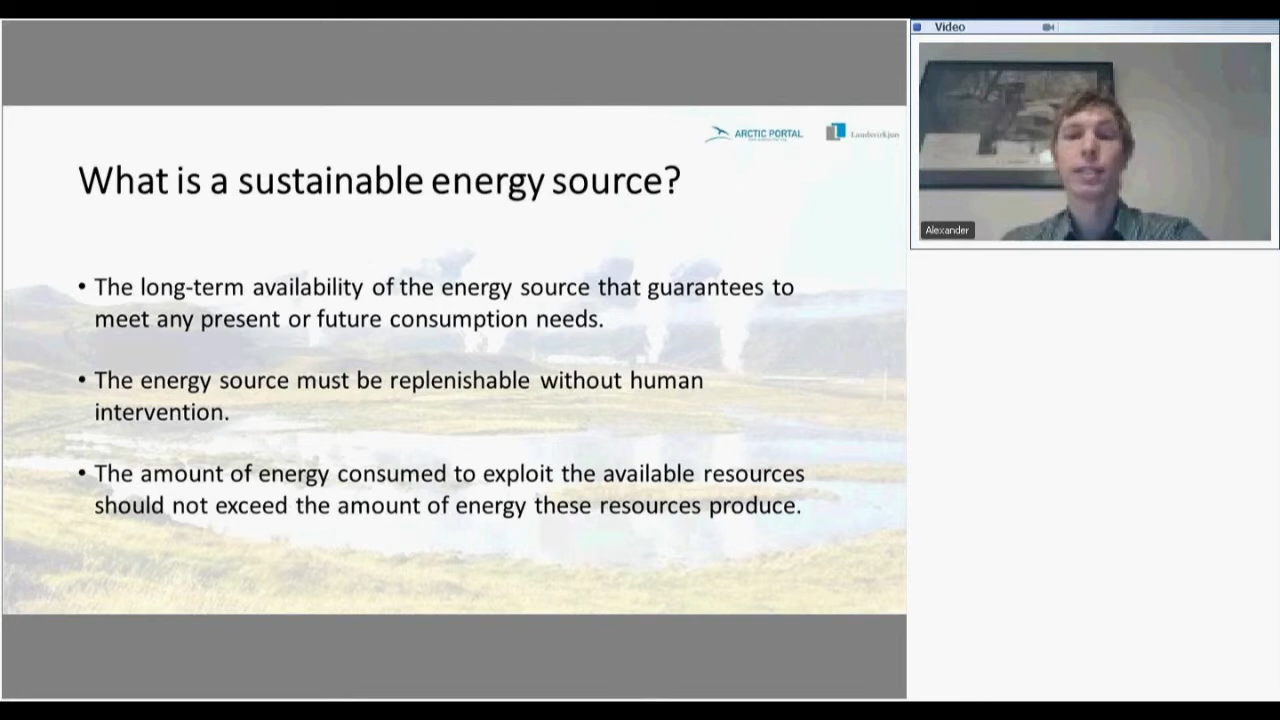 ARCTIC PORTAL
Landsvirkjun
What is a sustainable energy source?
• The long-term availability of the energy source that guarantees to
meet any present or future consumption needs.
• The energy source must be replenishable without human
intervention.
• The amount of energy consumed to exploit the available resources
should not exceed the amount of energy these resources produce.
Video
Alexander